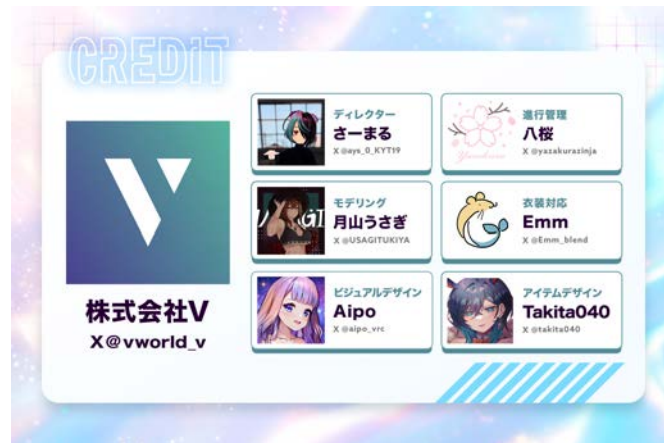 CREDIT
株式会社V
X@vworld_v
ディレクター
さーまる
X @ays_0_KYT19
進行管理
八桜
X @yazakurazinja
モデリング
月山うさぎ
X @USAGITUKIYA
衣装対応
Emm
X @Emm_blend
ビジュアルデザイン
Aipo
X @aipo_vrc
アイテムデザイン
Takita040
X @takita040